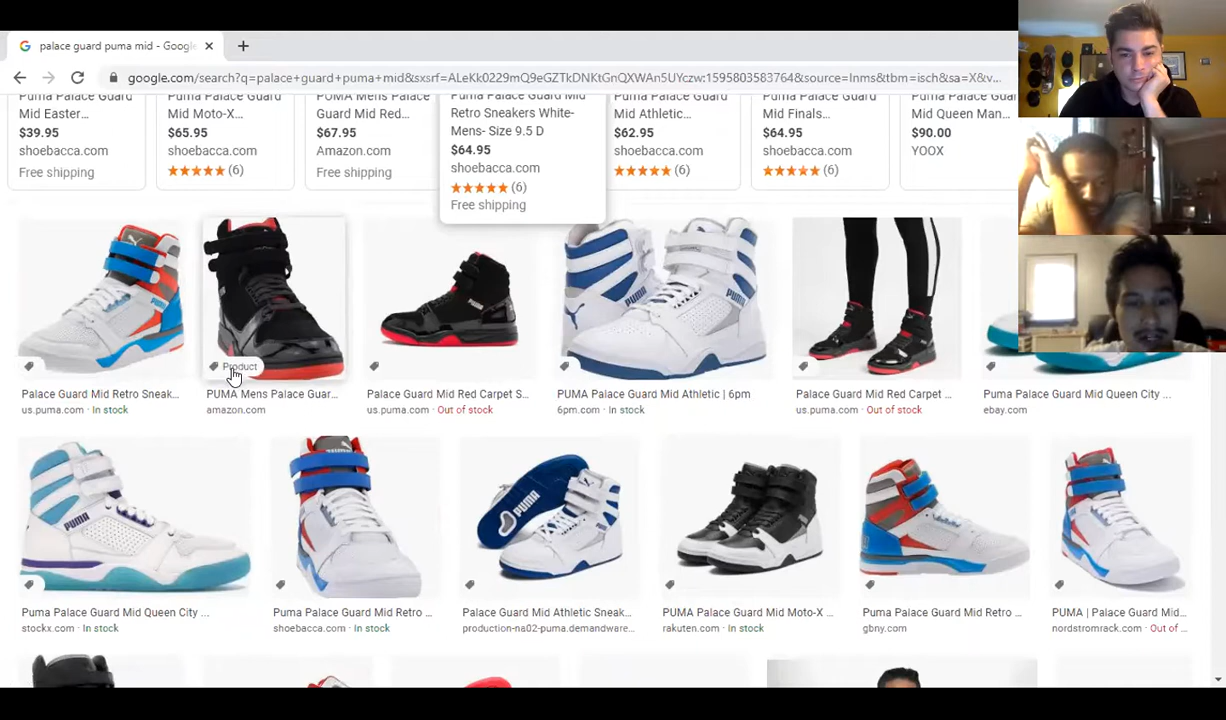 palace guard puma mid - Google
google.com/search?q=palace+guard+puma+mid&sxsrf=ALeKk0229mQ9eGZTkDNKtGnQXWAn5UYczw:1595803583764&source=lnms&tbm=isch&sa=X&v...
Puma Palace Guard
Mid Easter...
$39.95
shoebacca.com
Free shipping
Puma Palace Guard
Mid Moto-X...
$65.95
shoebacca.com
(6)
PUMA Mens Palace
Guard Mid Red...
$67.95
Amazon.com
Free shipping
Puma Palace Guard Mid
Retro Sneakers White-
Mens- Size 9.5 D
$64.95
shoebacca.com
(6)
Free shipping
Puma Palace Guard
Mid Athletic...
$62.95
shoebacca.com
(6)
Puma Palace Guard
Mid Finals...
$64.95
shoebacca.com
(6)
Puma Palace Guard
Mid Queen Man...
$90.00
YOOX
Product
Palace Guard Mid Retro Sneak...
us.puma.com · In stock
PUMA Mens Palace Guar...
amazon.com
Palace Guard Mid Red Carpet S...
us.puma.com · Out of stock
PUMA Palace Guard Mid Athletic | 6pm
6pm.com · In stock
Palace Guard Mid Red Carpet ...
us.puma.com · Out of stock
Puma Palace Guard Mid Queen City ...
ebay.com
Puma Palace Guard Mid Queen City ...
stockx.com · In stock
Puma Palace Guard Mid Retro ...
shoebacca.com · In stock
Palace Guard Mid Athletic Sneak...
production-na02-puma.demandware...
PUMA Palace Guard Mid Moto-X ...
rakuten.com · In stock
Puma Palace Guard Mid Retro ...
gbny.com
PUMA | Palace Guard Mid...
nordstromrack.com · Out of ...